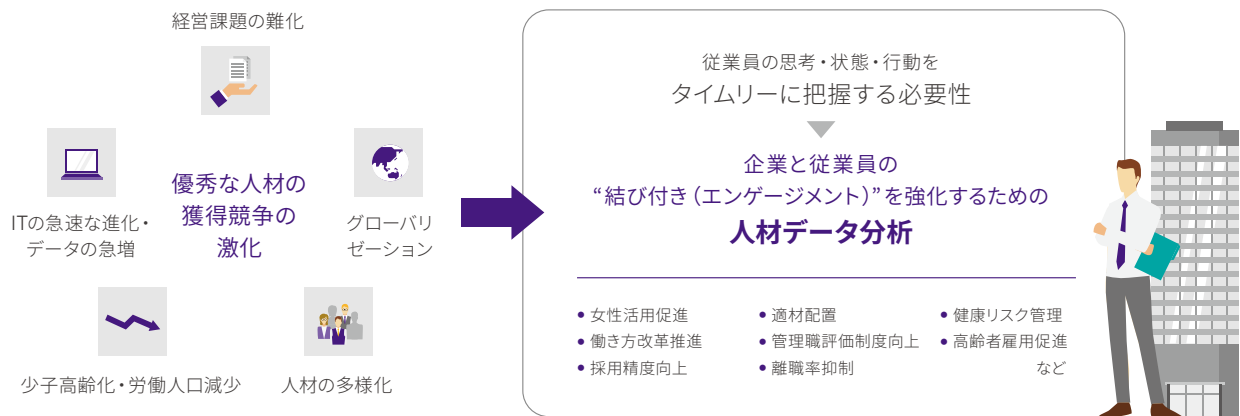 経営課題の難化
ITの急速な進化・
データの急増
優秀な人材の
獲得競争の
激化
グローバリ
ゼーション
少子高齢化・労働人口減少
人材の多様化
従業員の思考・状態・行動を
タイムリーに把握する必要性
企業と従業員の
“結び付き（エンゲージメント）”を強化するための
人材データ分析
• 女性活用促進
• 働き方改革推進
• 採用精度向上
• 適材配置
• 管理職評価制度向上
• 離職率抑制
• 健康リスク管理
• 高齢者雇用促進
など